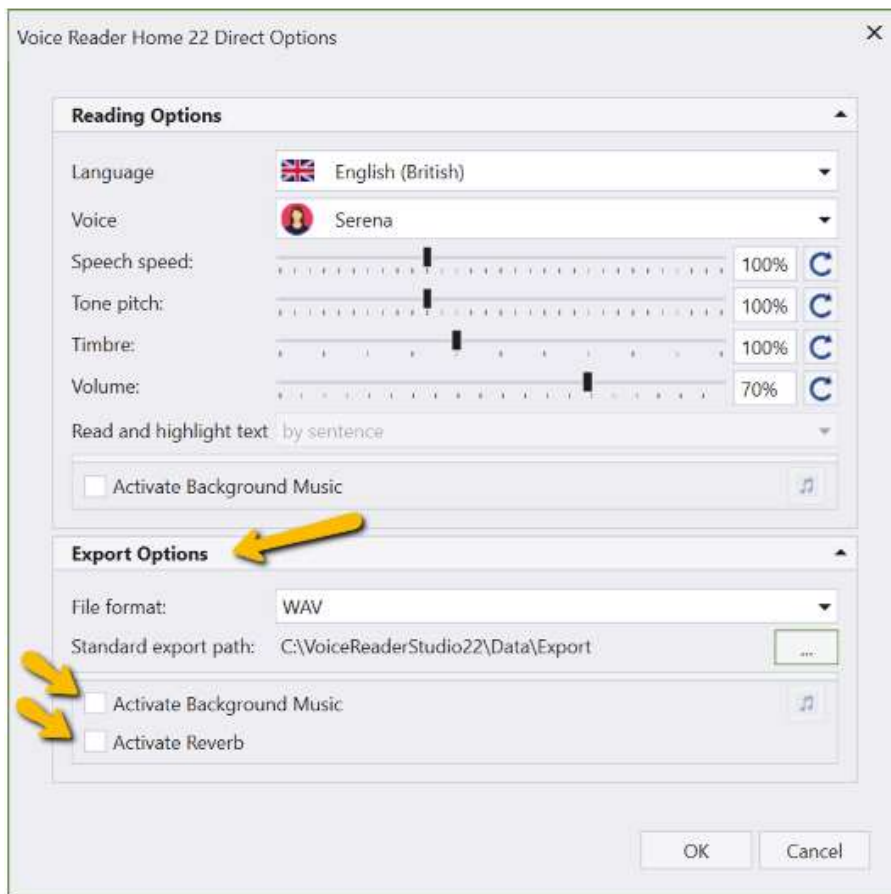 Voice Reader Home 22 Direct Options
Reading Options
Language English (British)
Voice Serena
Speech speed: 100%
Tone pitch: 100%
Timbre: 100%
Volume: 70%
Read and highlight text by sentence
Activate Background Music
Export Options
File format: WAV
Standard export path: C:\VoiceReaderStudio22\Data\Export ...
Activate Background Music
Activate Reverb
OK Cancel